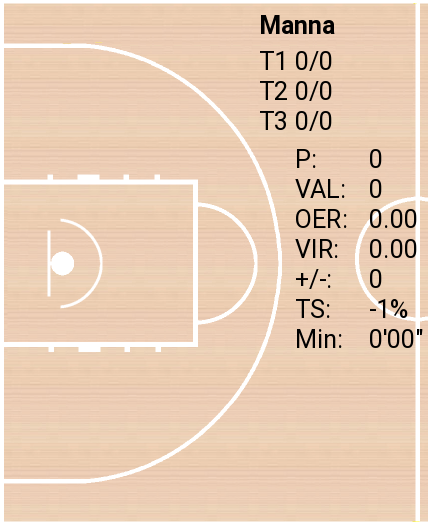 Manna
T1 0/0
T2 0/0
T3 0/0
P: 0
VAL: 0
OER: 0.00
VIR: 0.00
+/-: 0
TS: -1%
Min: 0'00"